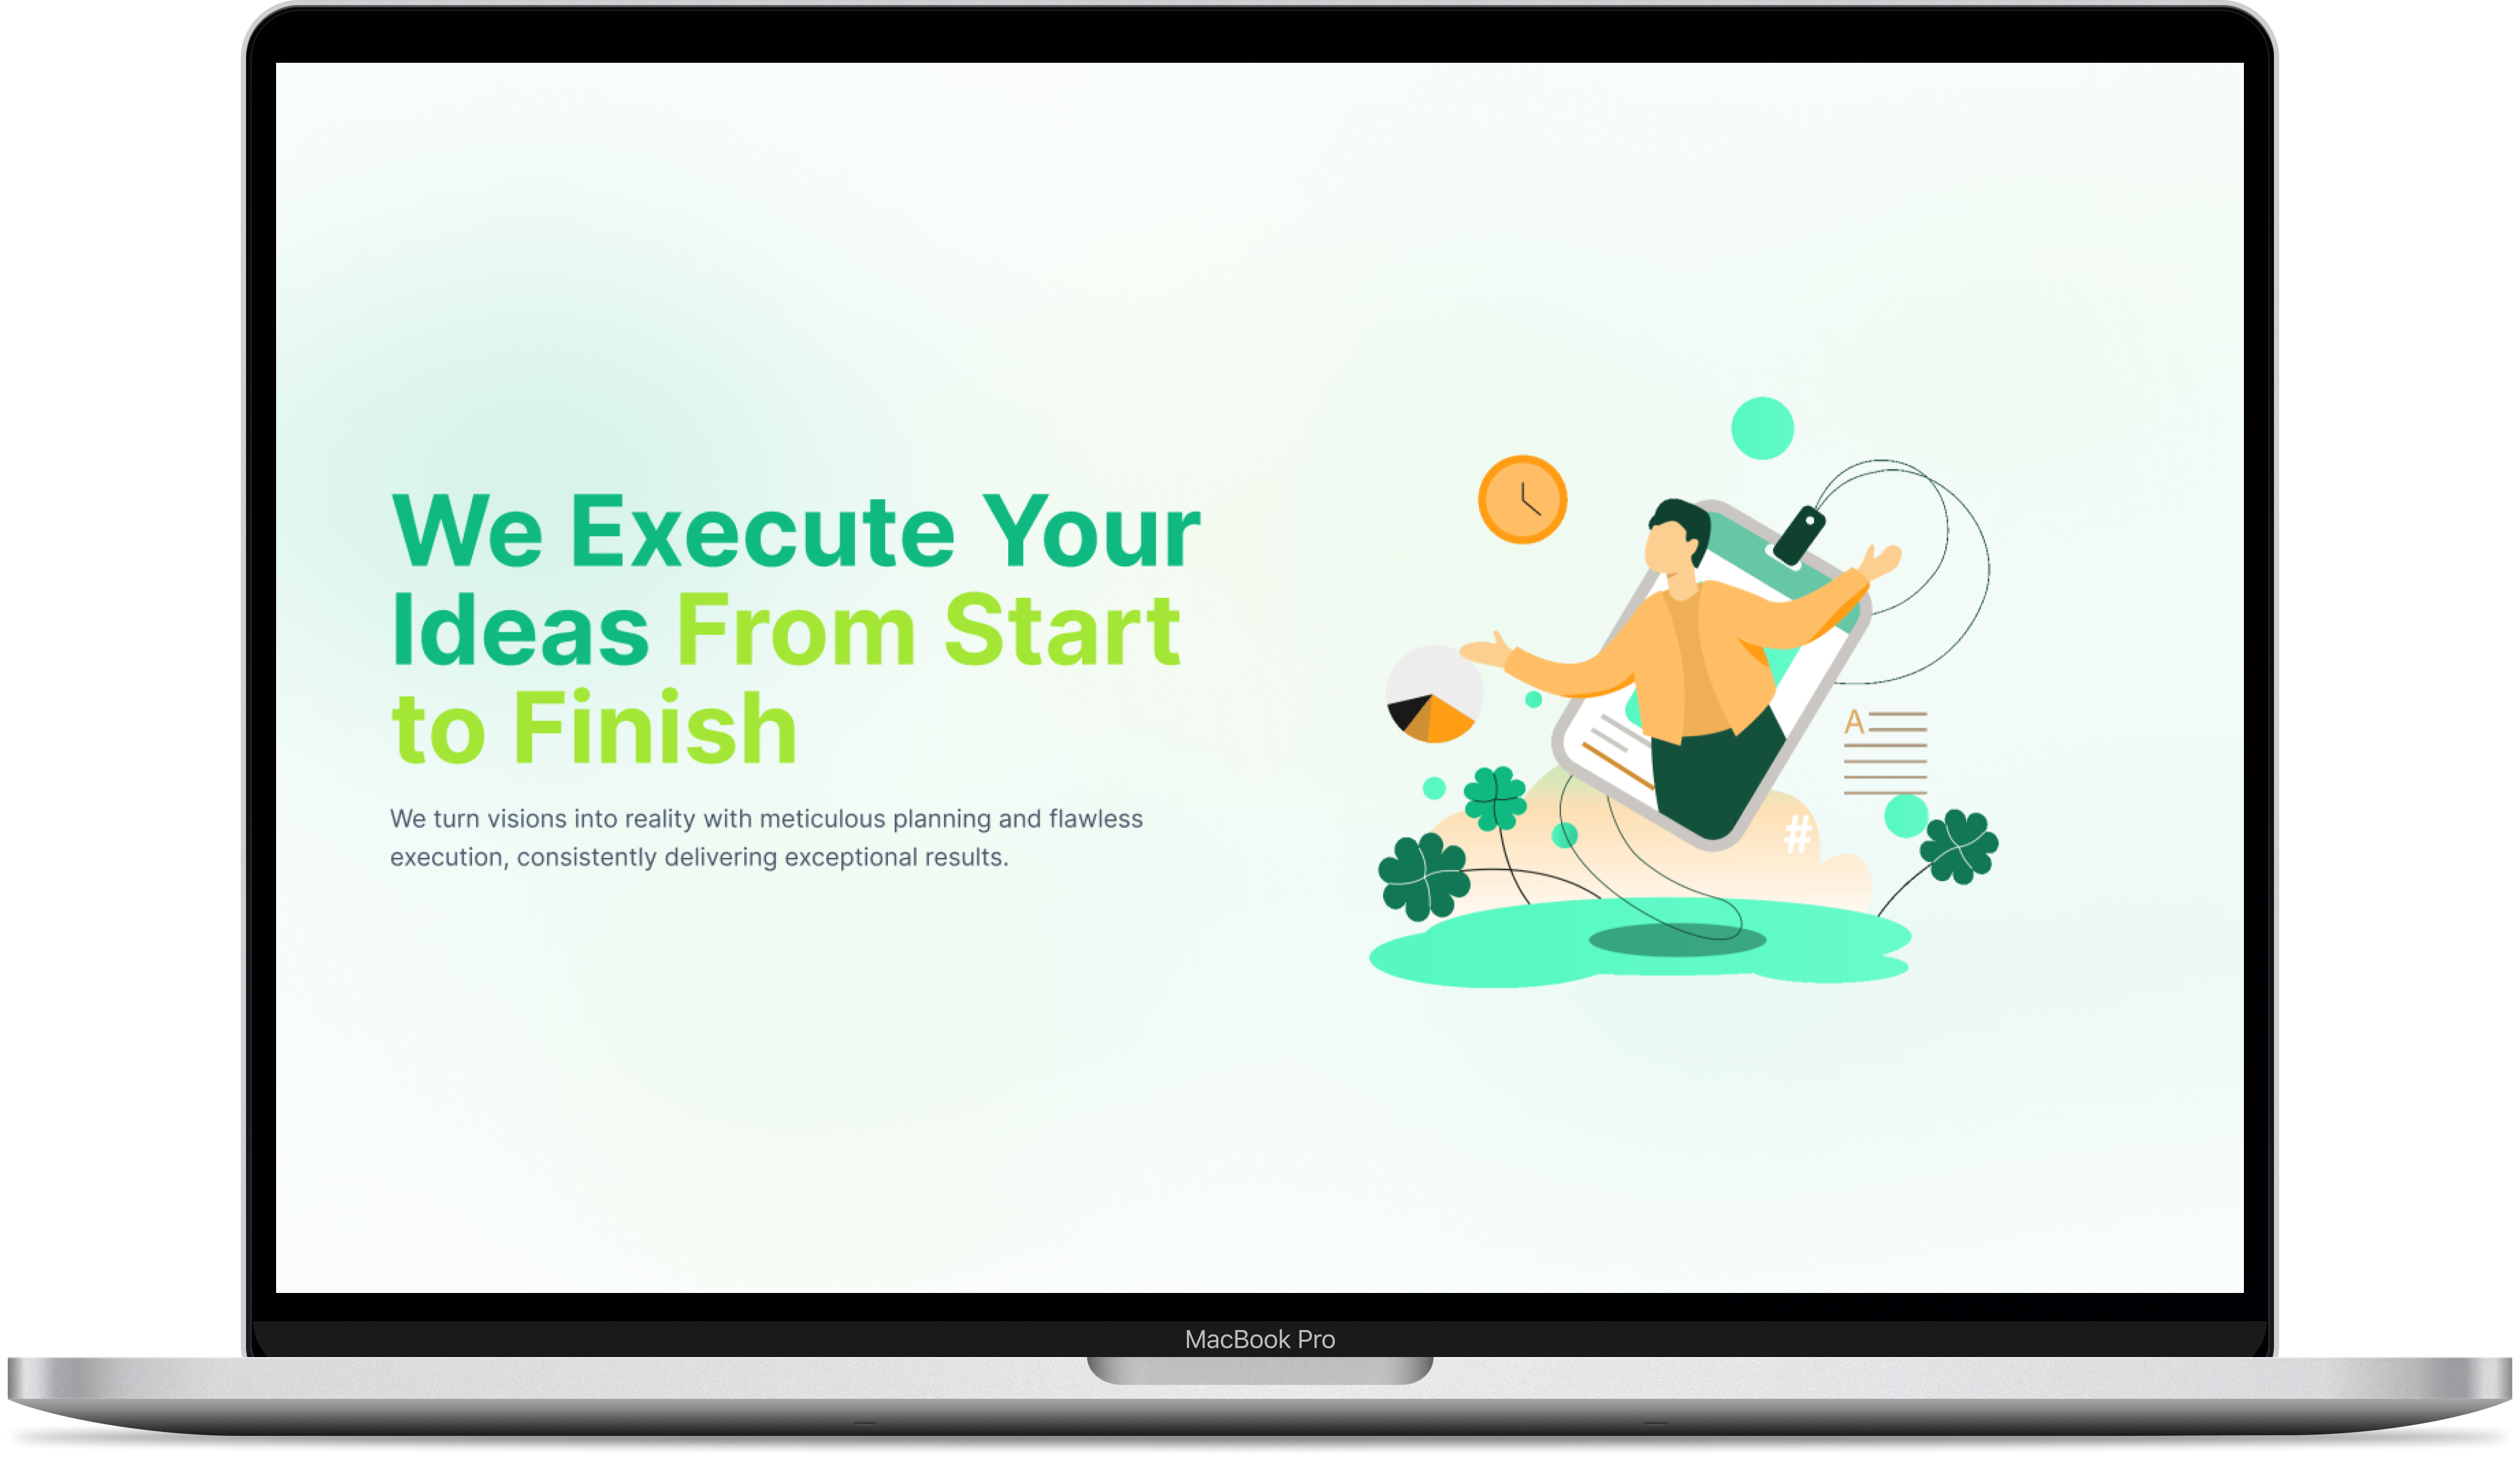 We Execute Your
Ideas From Start
to Finish
We turn visions into reality with meticulous planning and flawless
execution, consistently delivering exceptional results.
A
#
MacBook Pro